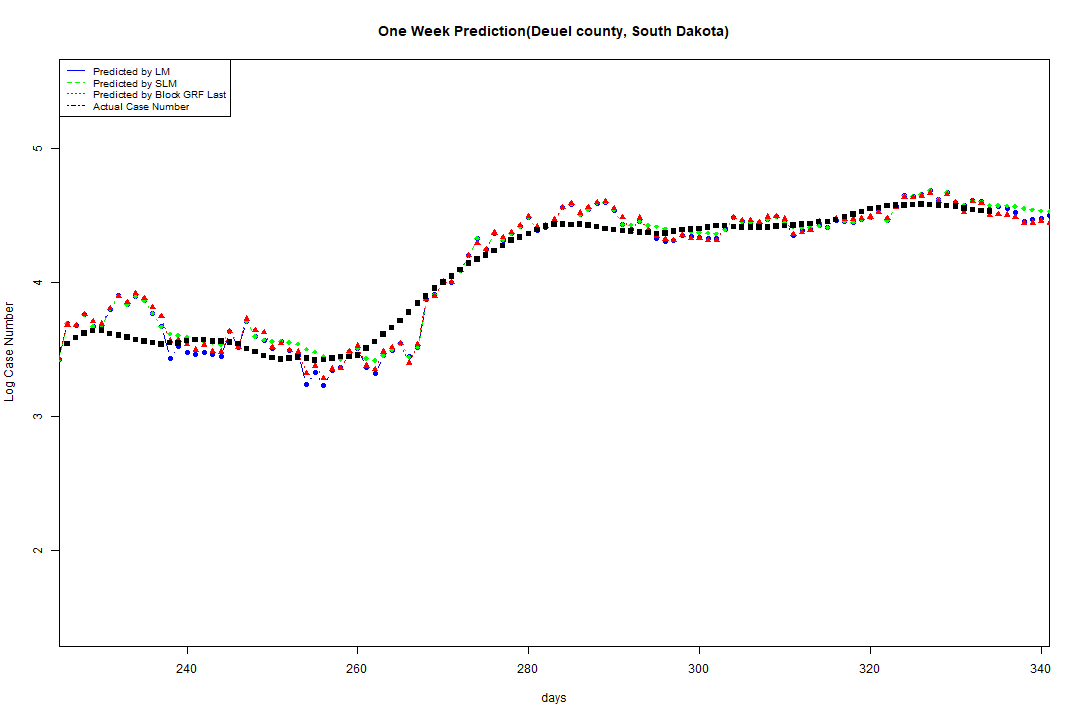 One Week Prediction(Deuel county, South Dakota)
Predicted by LM
Predicted by SLM
Predicted by Block GRF Last
Actual Case Number
5
4
3
2
Log Case Number
240 260 280 300 320 340
days